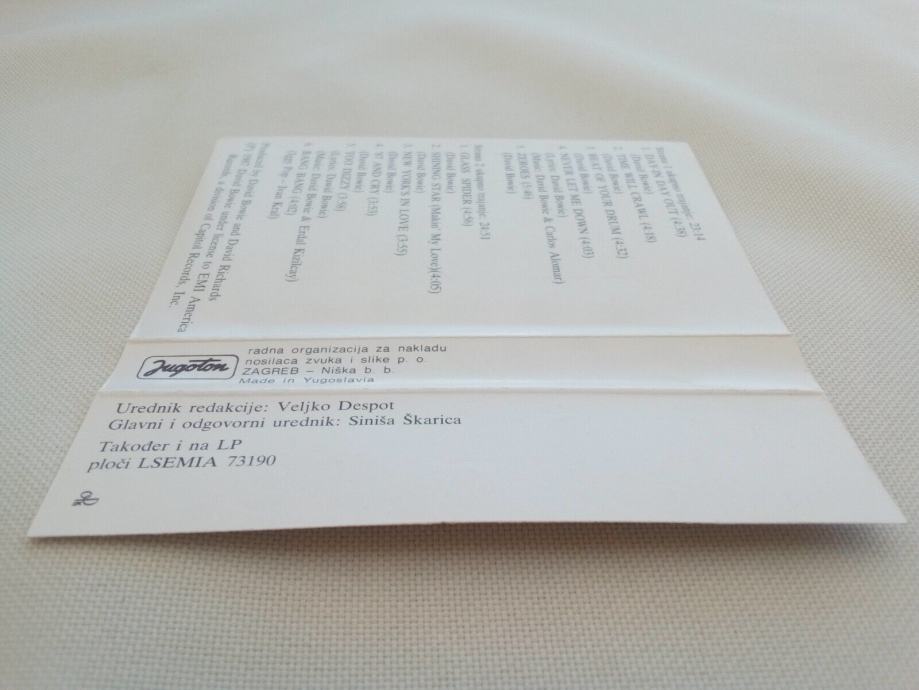 Strana 1 ukupno trajanje: 23:14
1. DAY-IN DAY OUT (4:38)
(David Bowie)
2. TIME WILL CRAWL (4:18)
(David Bowie)
3. BEAT OF YOUR DRUM (4:32)
(David Bowie)
4. NEVER LET ME DOWN (4:03)
(Lyrics: David Bowie)
(Music: David Bowie & Carlos Alomar)
5. ZEROES (5:46)
(David Bowie)
Strana 2 ukupno trajanje: 24:51
1. GLASS SPIDER (4:56)
(David Bowie)
2. SHINING STAR (Makin' My Love)(4:05)
(David Bowie)
3. NEW YORK'S IN LOVE (3:55)
(David Bowie)
4. '87 AND CRY (3:53)
(David Bowie)
5. TOO DIZZY (3:58)
(Lyrics: David Bowie)
(Music: David Bowie & Erdal Kizilcay)
6. BANG BANG (4:02)
(Iggy Pop – Ivan Kral)
Produced by David Bowie and David Richards
(P) 1987 David Bowie under license to EMI America
Records, a division of Capitol Records, Inc.
Jugoton
radna organizacija za nakladu
nosilaca zvuka i slike p. o.
ZAGREB – Niška b. b.
Made in Yugoslavia
Urednik redakcije: Veljko Despot
Glavni i odgovorni urednik: Siniša Škarica
Također i na LP
ploči LSEMIA 73190